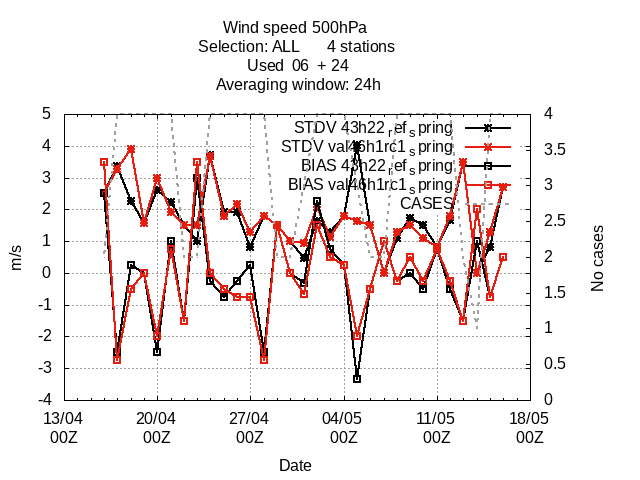 Wind speed 500hPa
Selection: ALL 4 stations
Used 06 + 24
Averaging window: 24h
STDV 43h22_ref_spring
STDV val46h1rc1_spring
BIAS 43h22_ref_spring
BIAS val46h1rc1_spring
CASES
5
4
3
2
1
0
-1
-2
-3
-4
m/s
4
3.5
3
2.5
2
1.5
1
0.5
0
No cases
13/04 20/04 27/04 04/05 11/05 18/05
00Z 00Z 00Z 00Z 00Z 00Z
Date